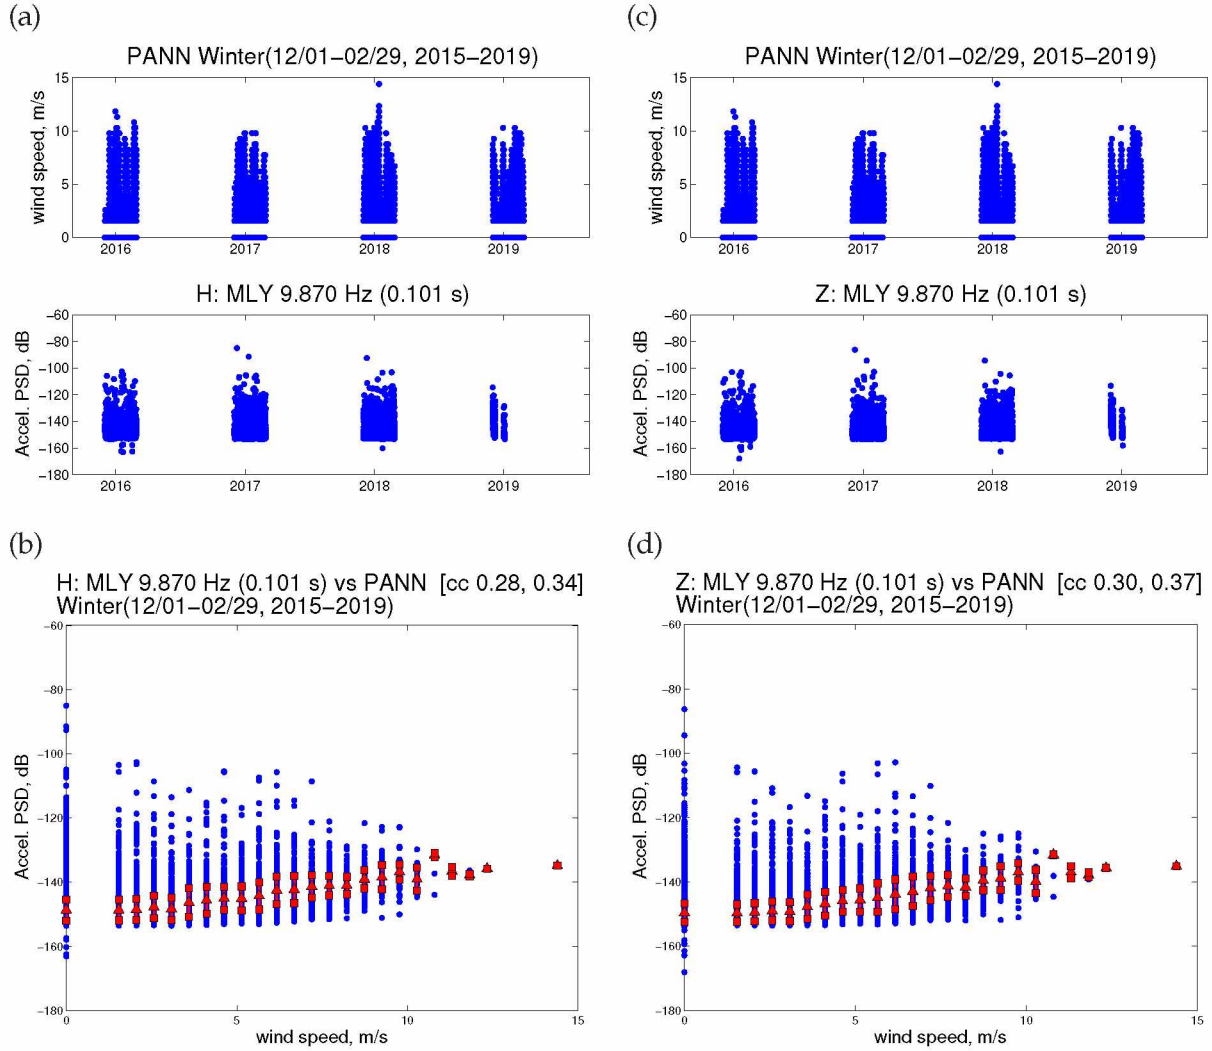 (a)
PANN Winter(12/01−02/29, 2015−2019)
wind speed, m/s
15
10
5
0
2016 2017 2018 2019
H: MLY 9.870 Hz (0.101 s)
Accel. PSD, dB
−60
−80
−100
−120
−140
−160
−180
2016 2017 2018 2019
(b)
H: MLY 9.870 Hz (0.101 s) vs PANN [cc 0.28, 0.34]
Winter(12/01−02/29, 2015−2019)
Accel. PSD, dB
−60
−80
−100
−120
−140
−160
−180
0 5 10 15
wind speed, m/s
(c)
PANN Winter(12/01−02/29, 2015−2019)
wind speed, m/s
15
10
5
0
2016 2017 2018 2019
Z: MLY 9.870 Hz (0.101 s)
Accel. PSD, dB
−60
−80
−100
−120
−140
−160
−180
2016 2017 2018 2019
(d)
Z: MLY 9.870 Hz (0.101 s) vs PANN [cc 0.30, 0.37]
Winter(12/01−02/29, 2015−2019)
Accel. PSD, dB
−60
−80
−100
−120
−140
−160
−180
0 5 10 15
wind speed, m/s